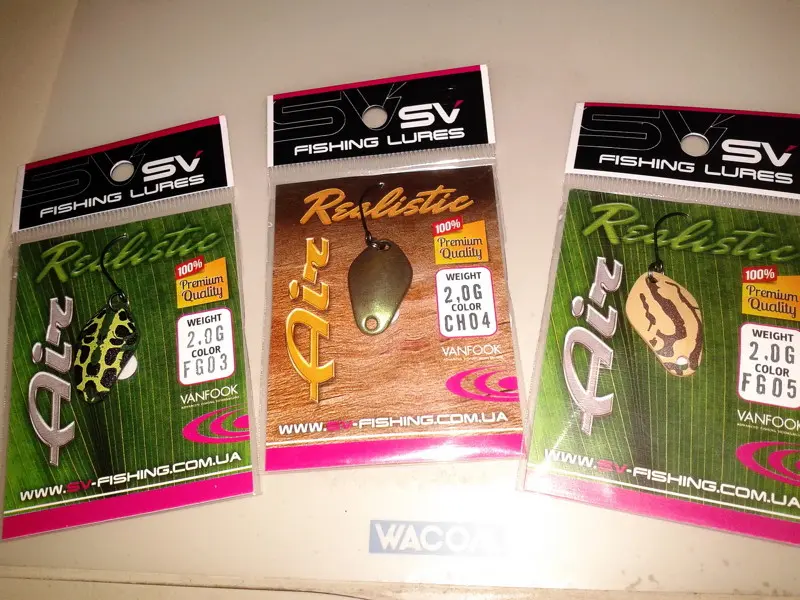 SV
FISHING LURES
Realistic
Air
100%
Premium
Quality
WEIGHT
2,0G
COLOR
FG03
VANFOOK
WWW.SV-FISHING.COM.UA
SV
SV
FISHING LURES
Realistic
Air
100%
Premium
Quality
WEIGHT
2,0G
COLOR
CH04
VANFOOK
WWW.SV-FISHING.COM.UA
SV
SV
FISHING LURES
Realistic
Air
100%
Premium
Quality
WEIGHT
2,0G
COLOR
FG05
VANFOOK
WWW.SV-FISHING.COM.UA
WACOM